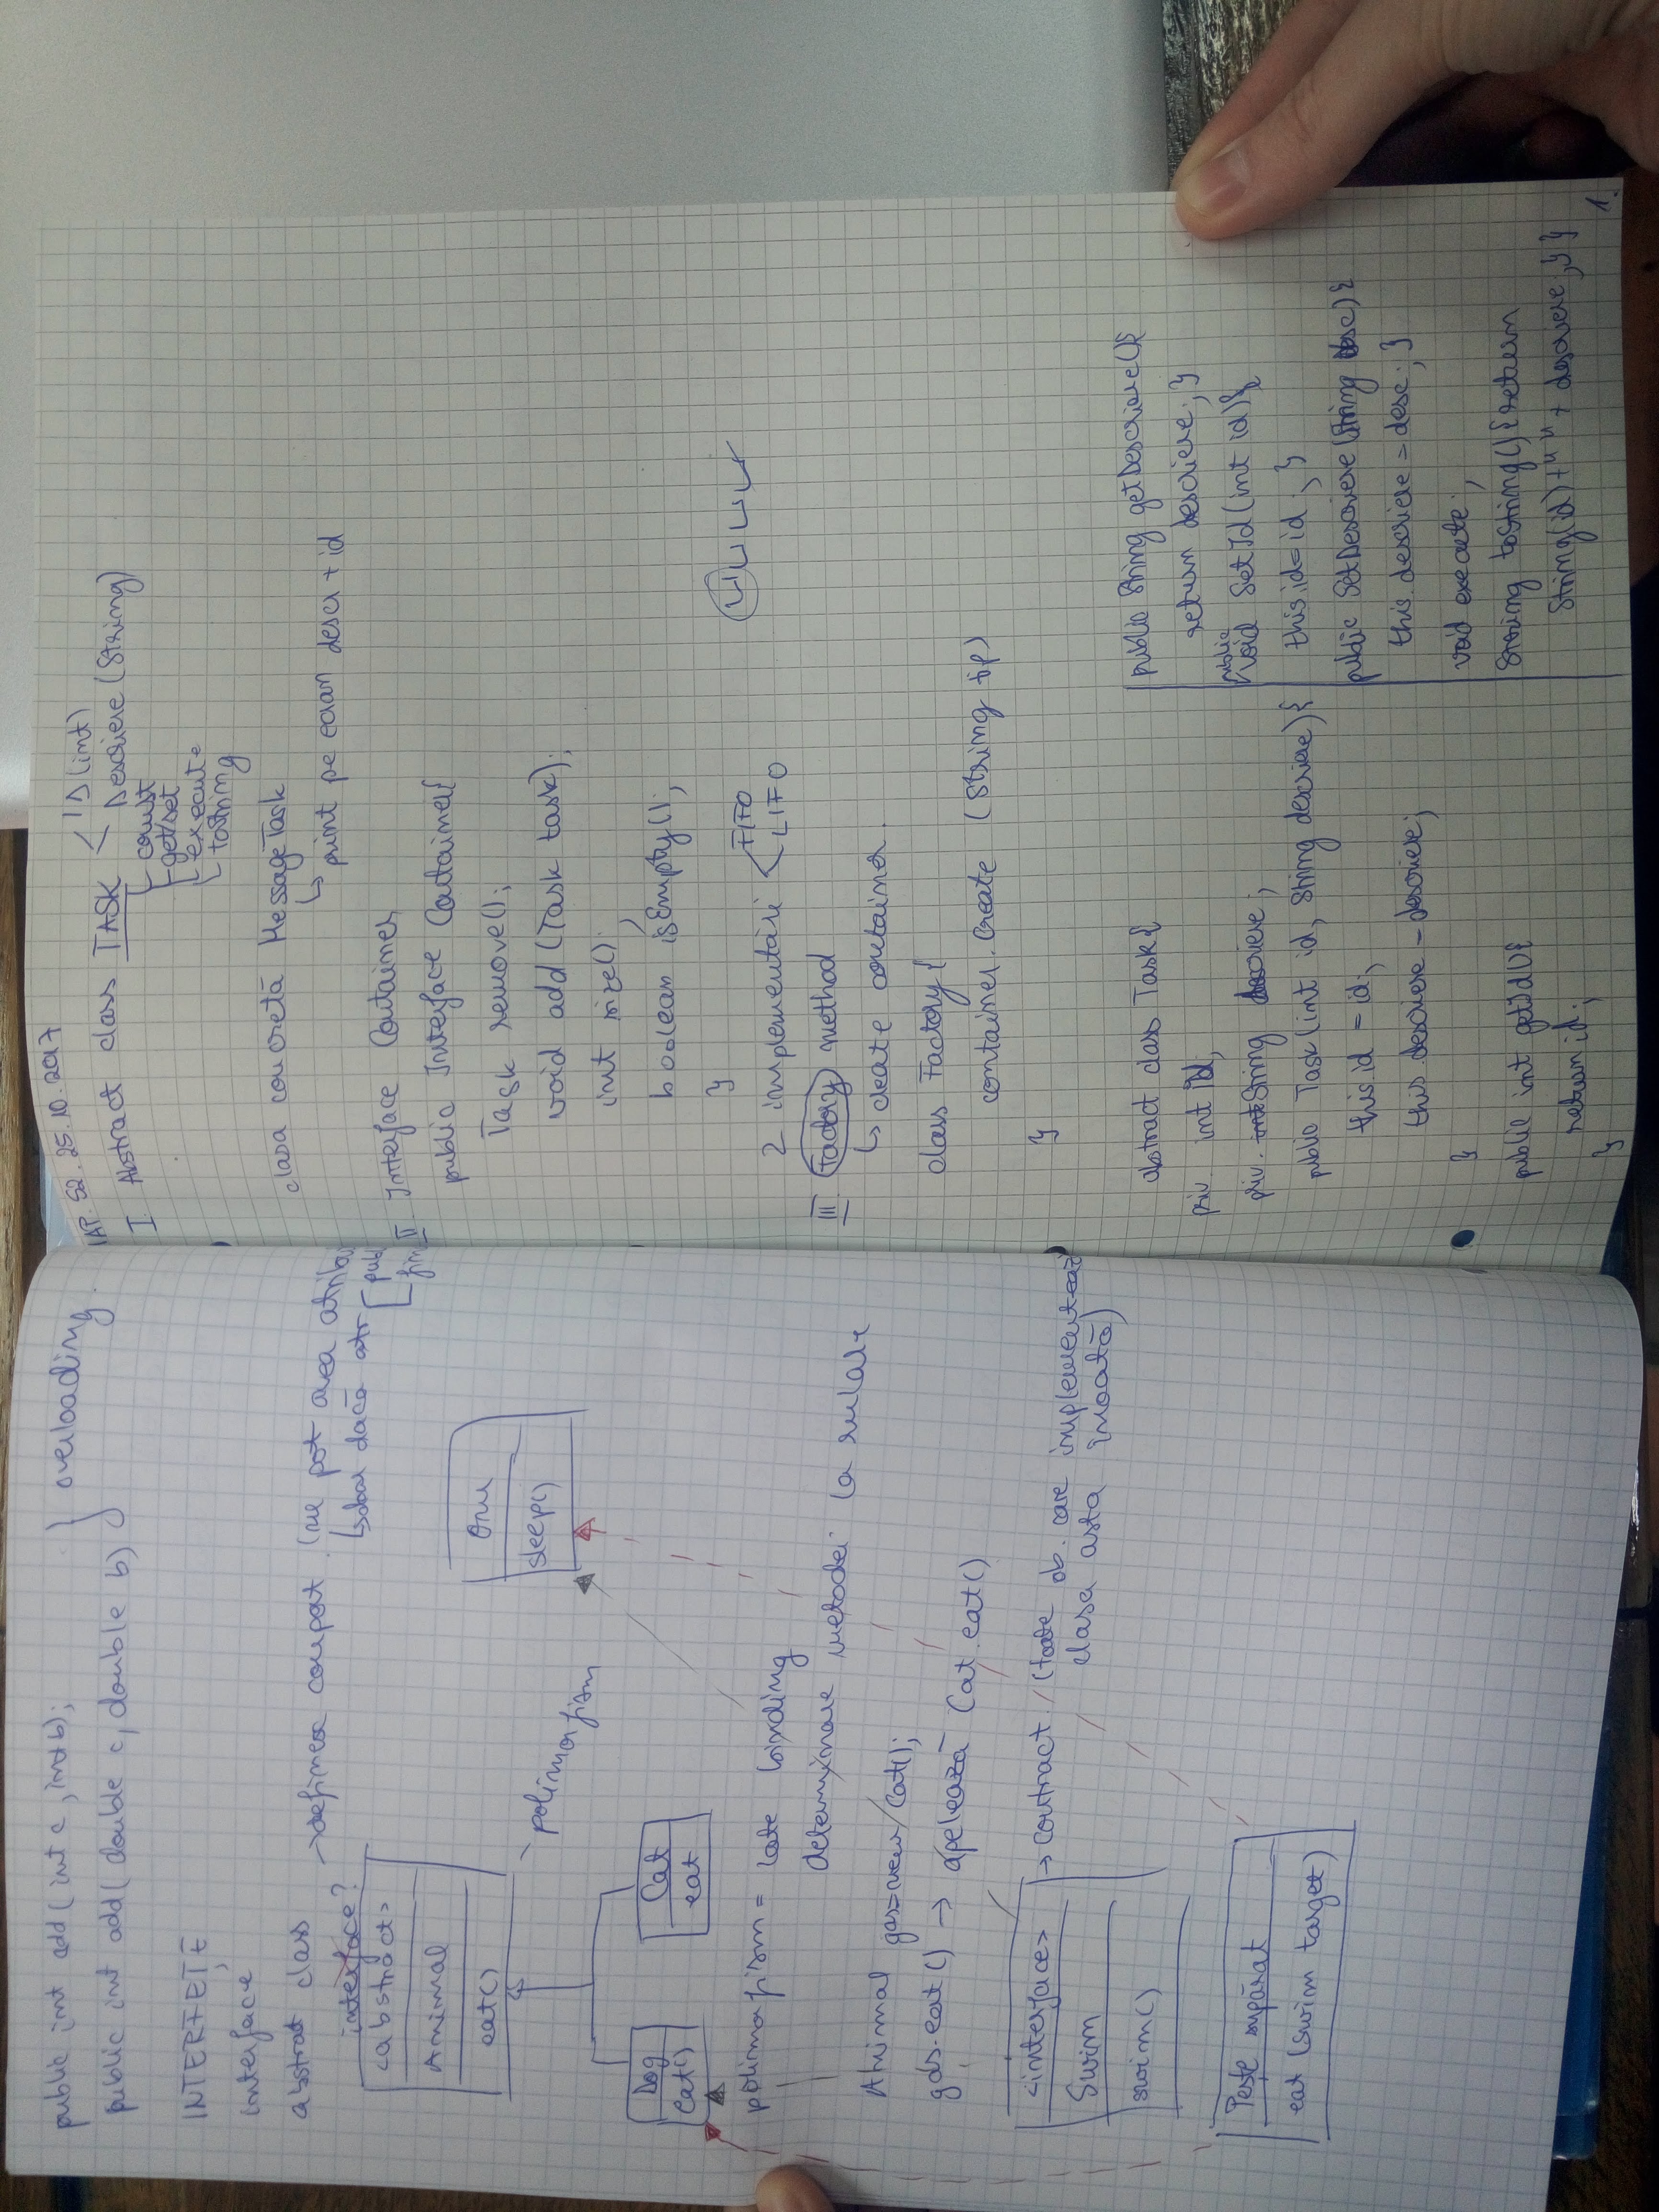 public int add( int c, int b);
public int add( double c, double b)
overloading.
INTERFEȚE
interface
abstrat class
interface?
→ definesc comport. (nu pot avea atribu
↳ doar dacă atr
publ
fin
<abstract>
Animal
eat()
Om
sleep()
polimorfism
Dog
eat()
Cat
eat
polimorfism = late binding
determinare metodei la rulare
Animal gas=new Cat();
gas.eat() → apelează Cat.eat()
<interface>
Swim
swim()
→ contract. (toate ob. care implementeaz
clasa asta înoată)
Pește supărat
eat (swim target)
MAP. S2. 25.10.2017
I. Abstract class TASK
ID (int)
Descriere (String)
const
get/set
execute
toString
clasa concretă MessageTask
↳ print pe ecran descr + id
II. Interface Container
public Interface Container{
Task remove();
void add (Task task);
int size();
boolean isEmpty();
}
2 implementări
FIFO
LIFO
III Factory method
↳ create container.
class Factory{
container. Create (String tip)
}
abstract class Task{
priv. int id;
priv. String descriere;
public Task(int id, String descriere){
this.id = id;
this.descriere = descriere;
}
public int getId(){
return id;
}
public String getDescriere(){
return descriere; }
public
void SetId(int id){
this.id=id; }
public SetDescriere(String desc){
this.descriere = desc; }
void execute;
String toString(){return
String(id)+" "+ descriere;} }
1.